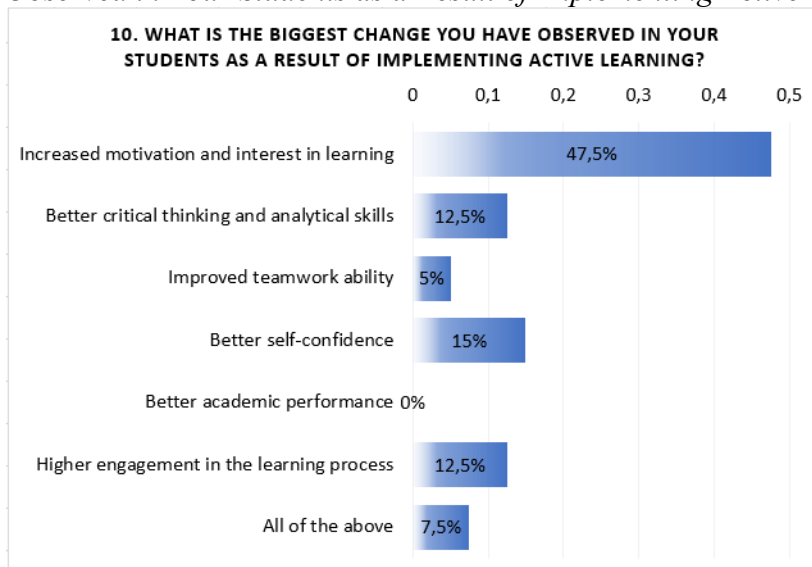 10. WHAT IS THE BIGGEST CHANGE YOU HAVE OBSERVED IN YOUR
STUDENTS AS A RESULT OF IMPLEMENTING ACTIVE LEARNING?
0 0,1 0,2 0,3 0,4 0,5
Increased motivation and interest in learning 47,5%
Better critical thinking and analytical skills 12,5%
Improved teamwork ability 5%
Better self-confidence 15%
Better academic performance 0%
Higher engagement in the learning process 12,5%
All of the above 7,5%